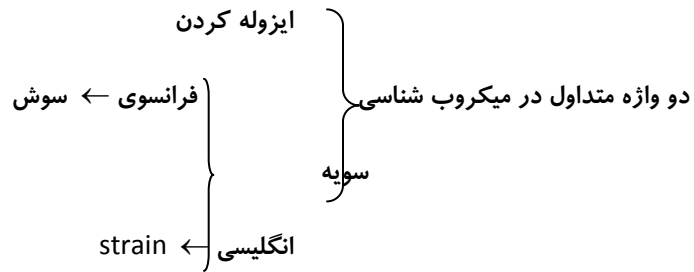 ایزوله کردن
دو واژه متداول در میکروب شناسی
فرانسوی ← سوش
سویه
انگلیسی ← strain